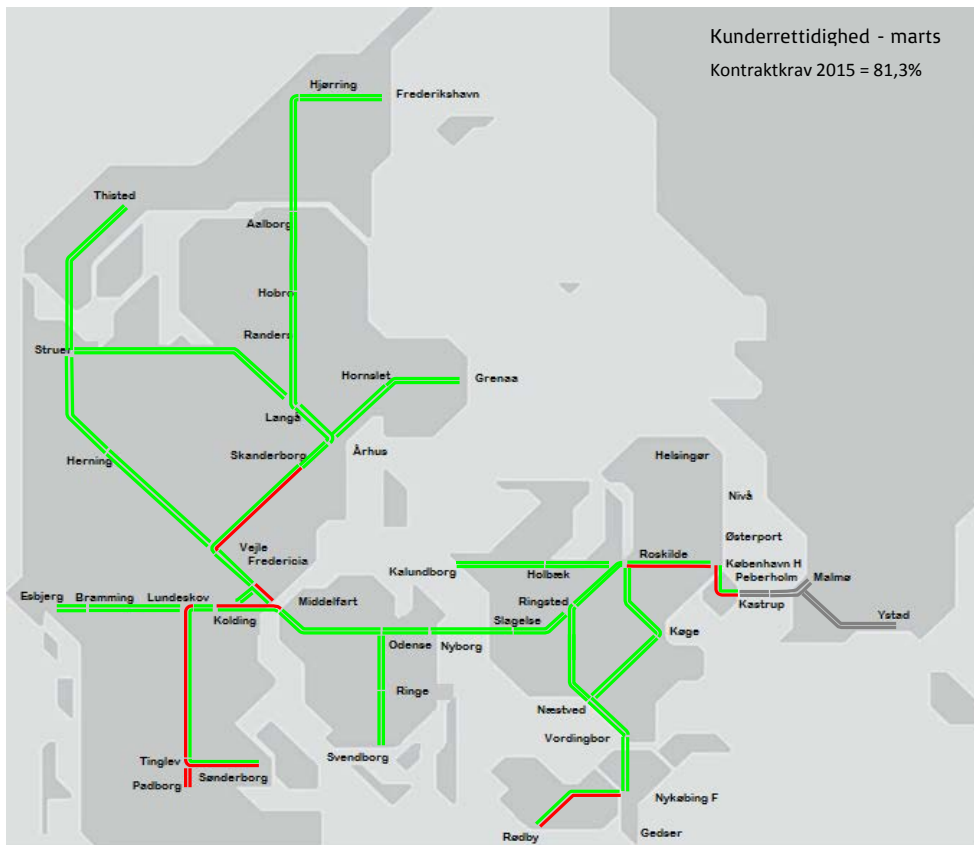 Kunderrettidighed - marts
Kontraktkrav 2015 = 81,3%
Hjørring
Frederikshavn
Thisted
Aalborg
Hobro
Randers
Struer
Hornslet
Grenaa
Langå
Skanderborg
Århus
Herning
Helsingør
Nivå
Østerport
Vejle
Fredericia
Roskilde
København H
Peberholm
Malmø
Kalundborg
Holbæk
Kastrup
Esbjerg
Bramming
Lundeskov
Middelfart
Ringsted
Kolding
Slagelse
Ystad
Odense
Nyborg
Køge
Ringe
Næstved
Vordingbor
Svendborg
Tinglev
Sønderborg
Padborg
Nykøbing F
Rødby
Gedser